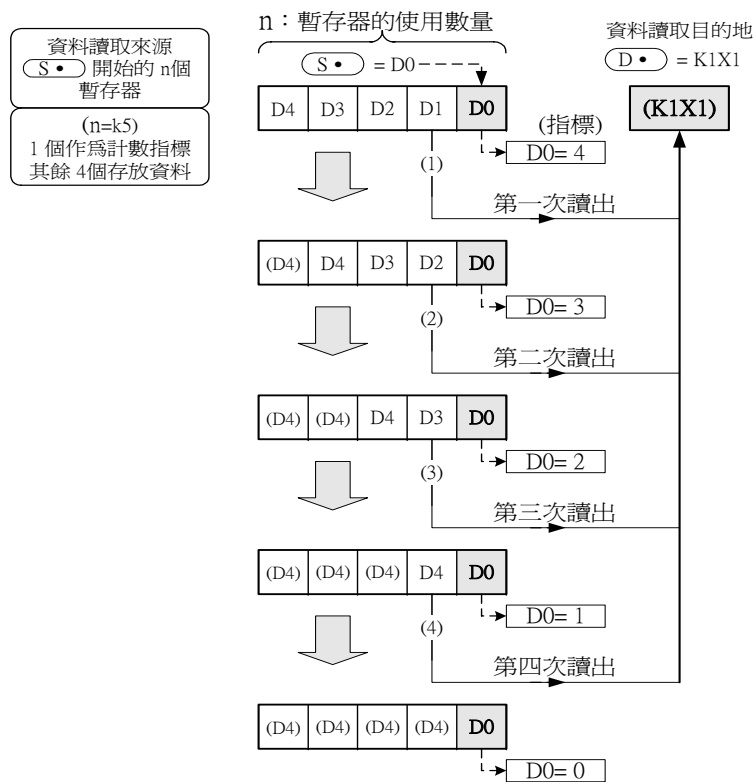 n：暫存器的使用數量
資料讀取來源
S• 開始的 n個
暫存器
(n=k5)
1 個作爲計數指標
其餘 4個存放資料
S• = D0
資料讀取目的地
D• = K1X1
D4 D3 D2 D1 D0
(K1X1)
(指標)
D0= 4
(1)
第一次讀出
(D4) D4 D3 D2 D0
D0= 3
(2)
第二次讀出
(D4) (D4) D4 D3 D0
D0= 2
(3)
第三次讀出
(D4) (D4) (D4) D4 D0
D0= 1
(4)
第四次讀出
(D4) (D4) (D4) (D4) D0
D0= 0